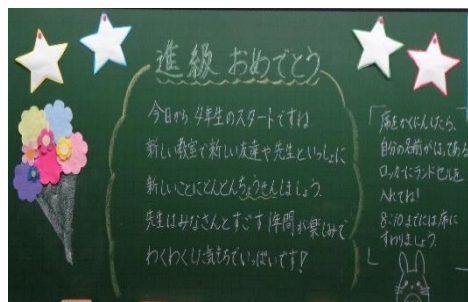 進級 おめでとう
今日から、4年生のスタートですね
新しい教室で新しい友達や先生といっしょに
新しいことにどんどんちょうせんしましょう。
先生はみなさんとすごす1年間が楽しみで
わくわくした気もちでいっぱいです!
席をかくにんしたら、
自分の名前がはってある
ロッカーにランドセルを
入れてね!
8:10までには席に
すわりましょう。